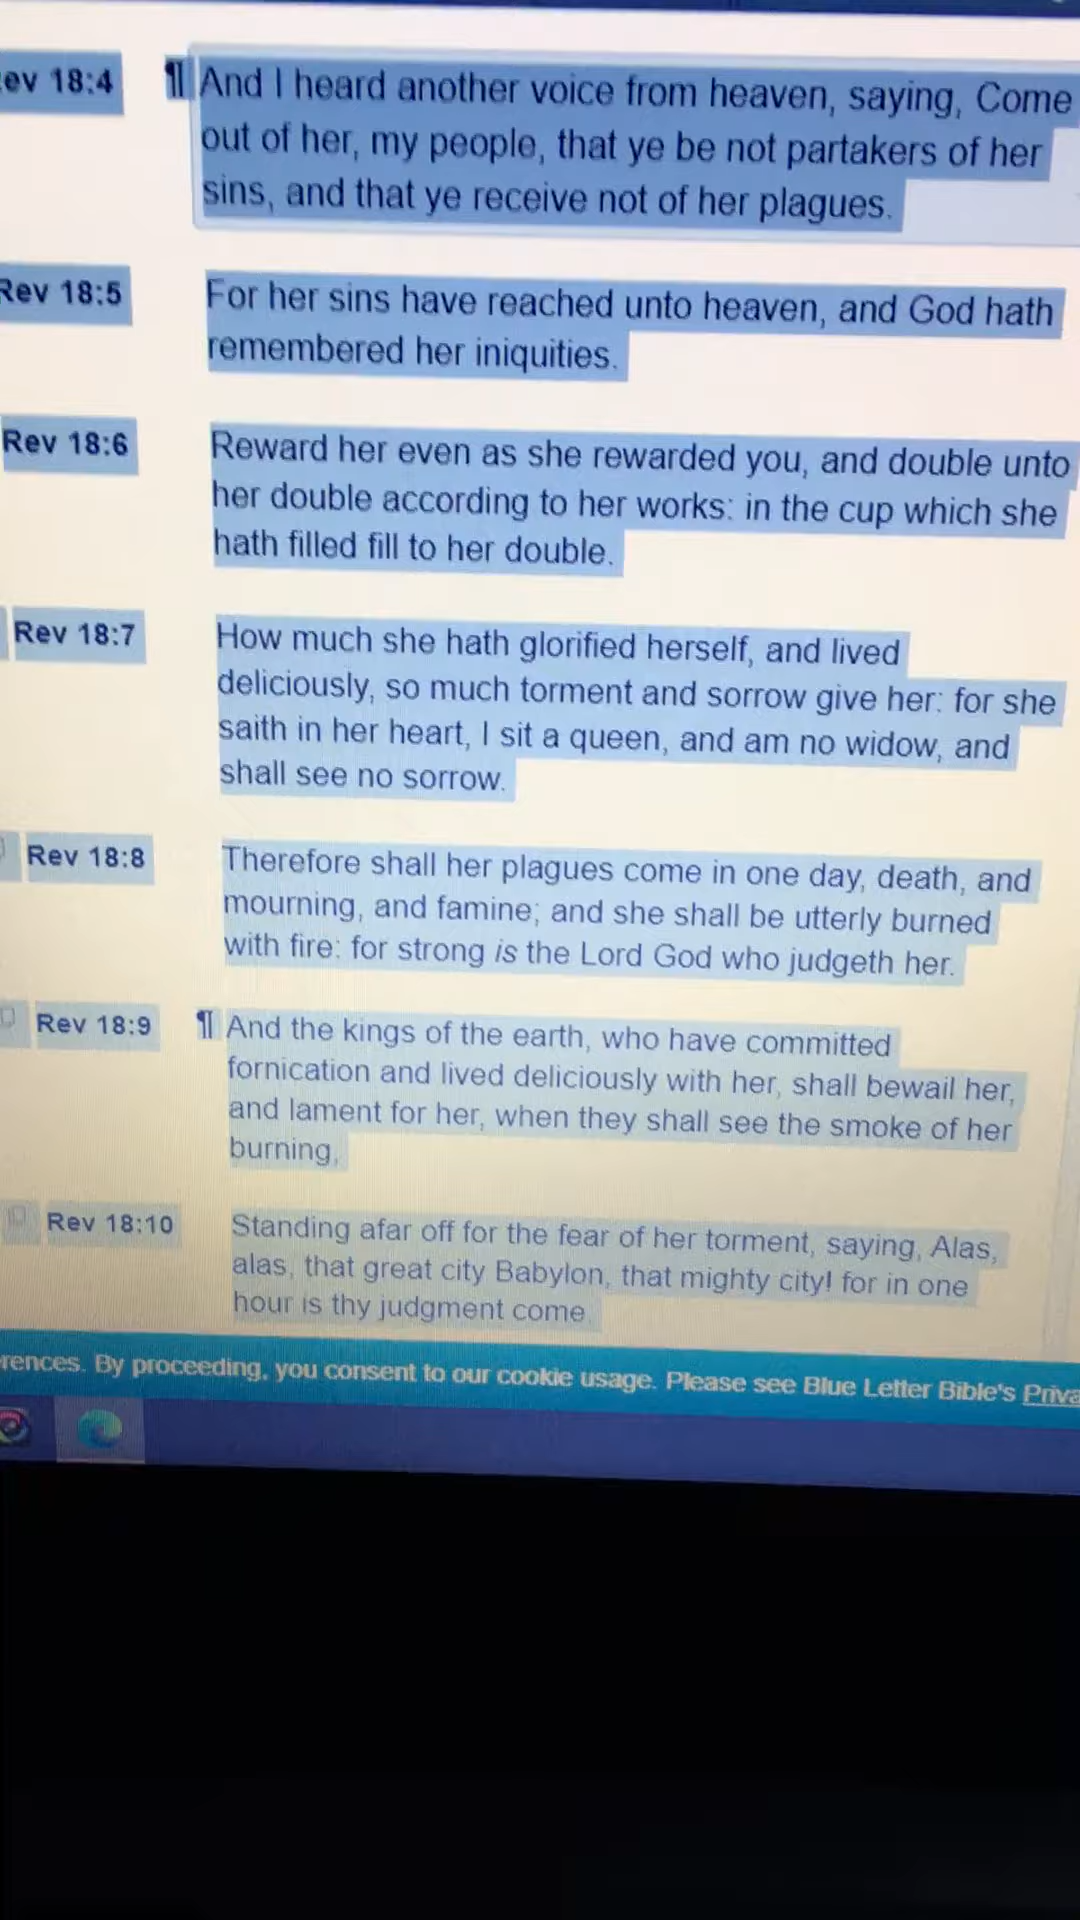 ev 18:4 ¶ And I heard another voice from heaven, saying, Come
out of her, my people, that ye be not partakers of her
sins, and that ye receive not of her plagues.
Rev 18:5 For her sins have reached unto heaven, and God hath
remembered her iniquities.
Rev 18:6 Reward her even as she rewarded you, and double unto
her double according to her works: in the cup which she
hath filled fill to her double.
Rev 18:7 How much she hath glorified herself, and lived
deliciously, so much torment and sorrow give her: for she
saith in her heart, I sit a queen, and am no widow, and
shall see no sorrow.
Rev 18:8 Therefore shall her plagues come in one day, death, and
mourning, and famine; and she shall be utterly burned
with fire: for strong is the Lord God who judgeth her.
Rev 18:9 ¶ And the kings of the earth, who have committed
fornication and lived deliciously with her, shall bewail her,
and lament for her, when they shall see the smoke of her
burning,
Rev 18:10 Standing afar off for the fear of her torment, saying, Alas,
alas, that great city Babylon, that mighty city! for in one
hour is thy judgment come.
rences. By proceeding, you consent to our cookie usage. Please see Blue Letter Bible's Priva